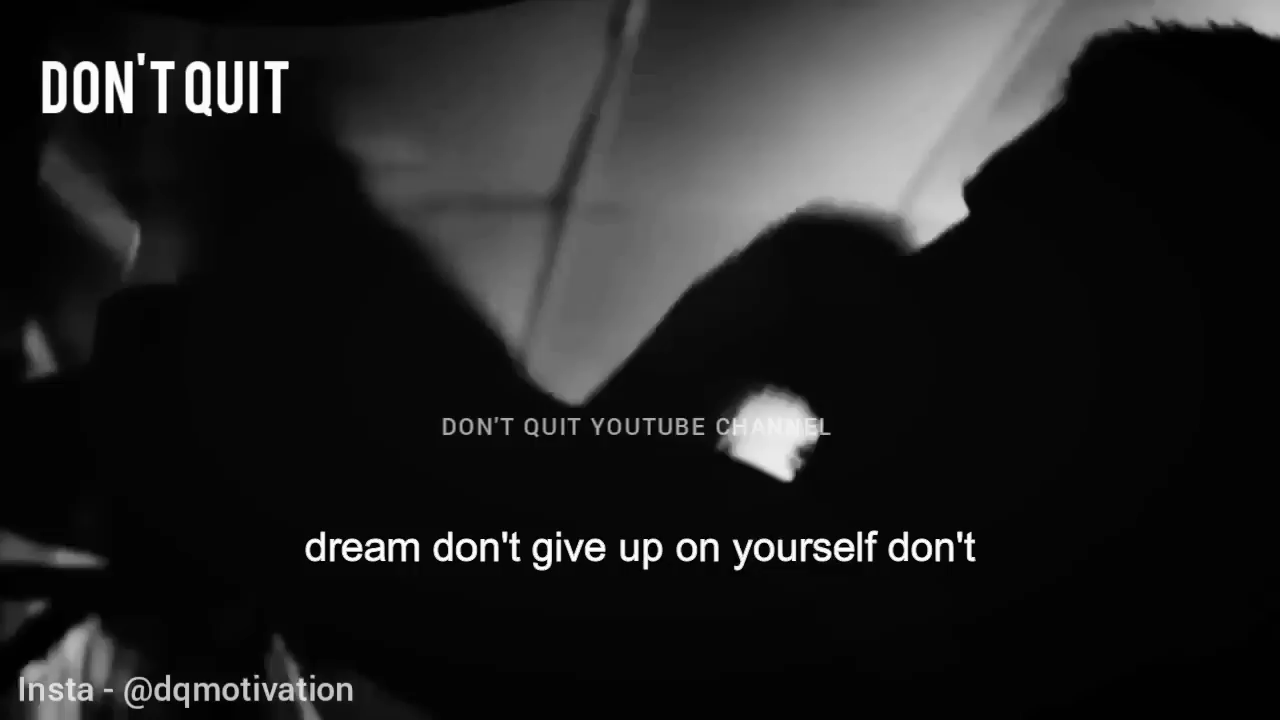 DON'T QUIT
DON'T QUIT YOUTUBE CHANNEL
dream don't give up on yourself don't
Insta - @dqmotivation